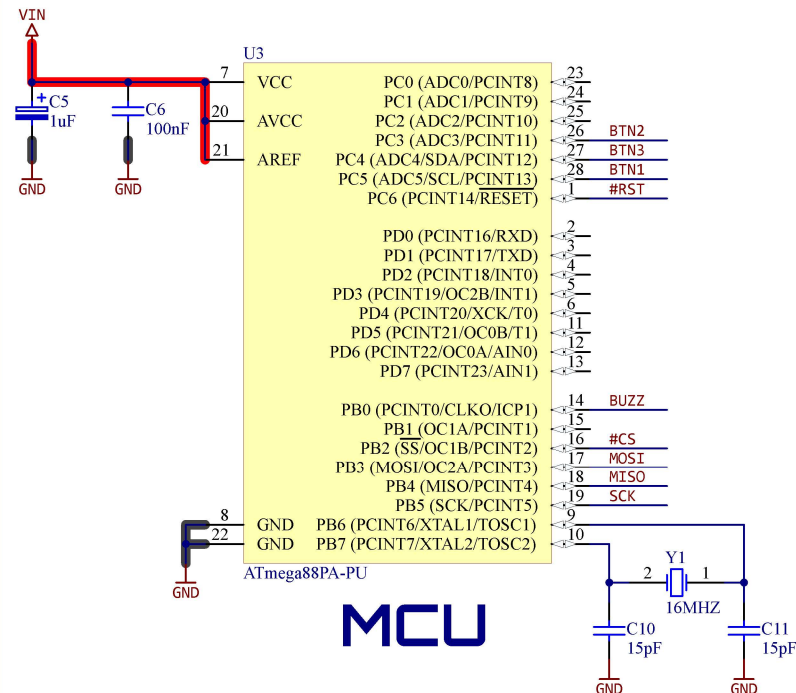 VIN
U3
7 VCC
20 AVCC
21 AREF
+ C5
1uF
C6
100nF
GND
GND
PC0 (ADC0/PCINT8) 23
PC1 (ADC1/PCINT9) 24
PC2 (ADC2/PCINT10) 25
PC3 (ADC3/PCINT11) 26 BTN2
PC4 (ADC4/SDA/PCINT12) 27 BTN3
PC5 (ADC5/SCL/PCINT13) 28 BTN1
PC6 (PCINT14/RESET) 1 #RST
PD0 (PCINT16/RXD) 2
PD1 (PCINT17/TXD) 3
PD2 (PCINT18/INT0) 4
PD3 (PCINT19/OC2B/INT1) 5
PD4 (PCINT20/XCK/T0) 6
PD5 (PCINT21/OC0B/T1) 11
PD6 (PCINT22/OC0A/AIN0) 12
PD7 (PCINT23/AIN1) 13
PB0 (PCINT0/CLKO/ICP1) 14 BUZZ
PB1 (OC1A/PCINT1) 15
PB2 (SS/OC1B/PCINT2) 16 #CS
PB3 (MOSI/OC2A/PCINT3) 17 MOSI
PB4 (MISO/PCINT4) 18 MISO
PB5 (SCK/PCINT5) 19 SCK
8 GND PB6 (PCINT6/XTAL1/TOSC1) 9
22 GND PB7 (PCINT7/XTAL2/TOSC2) 10
GND
ATmega88PA-PU
Y1
2 1
16MHZ
MCU
C10
15pF
C11
15pF
GND
GND